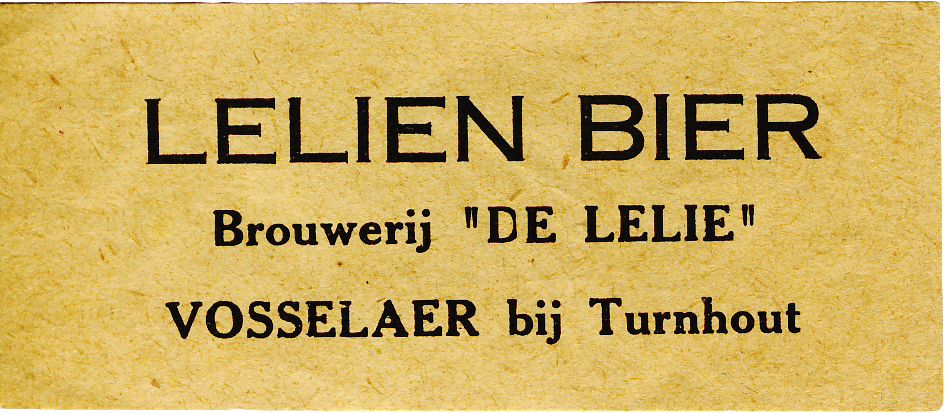 LELIEN BIER
Brouwerij "DE LELIE"
VOSSELAER bij Turnhout